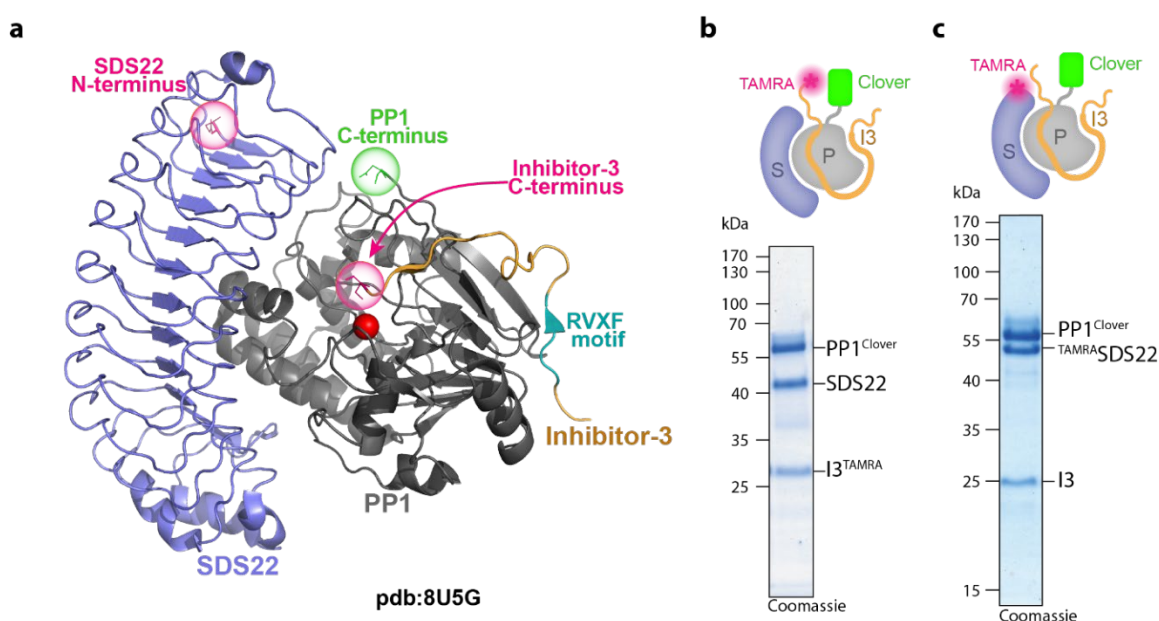 a
SDS22
N-terminus
PP1
C-terminus
Inhibitor-3
C-terminus
RVXF
motif
Inhibitor-3
PP1
SDS22
pdb:8U5G
b
TAMRA
*
Clover
I3
P
S
kDa
170
130
100
70
55
40
35
25
PP1Clover
SDS22
I3TAMRA
Coomassie
c
TAMRA
*
Clover
I3
P
S
kDa
170
130
100
70
55
40
35
25
15
PP1Clover
TAMRASDS22
I3
Coomassie